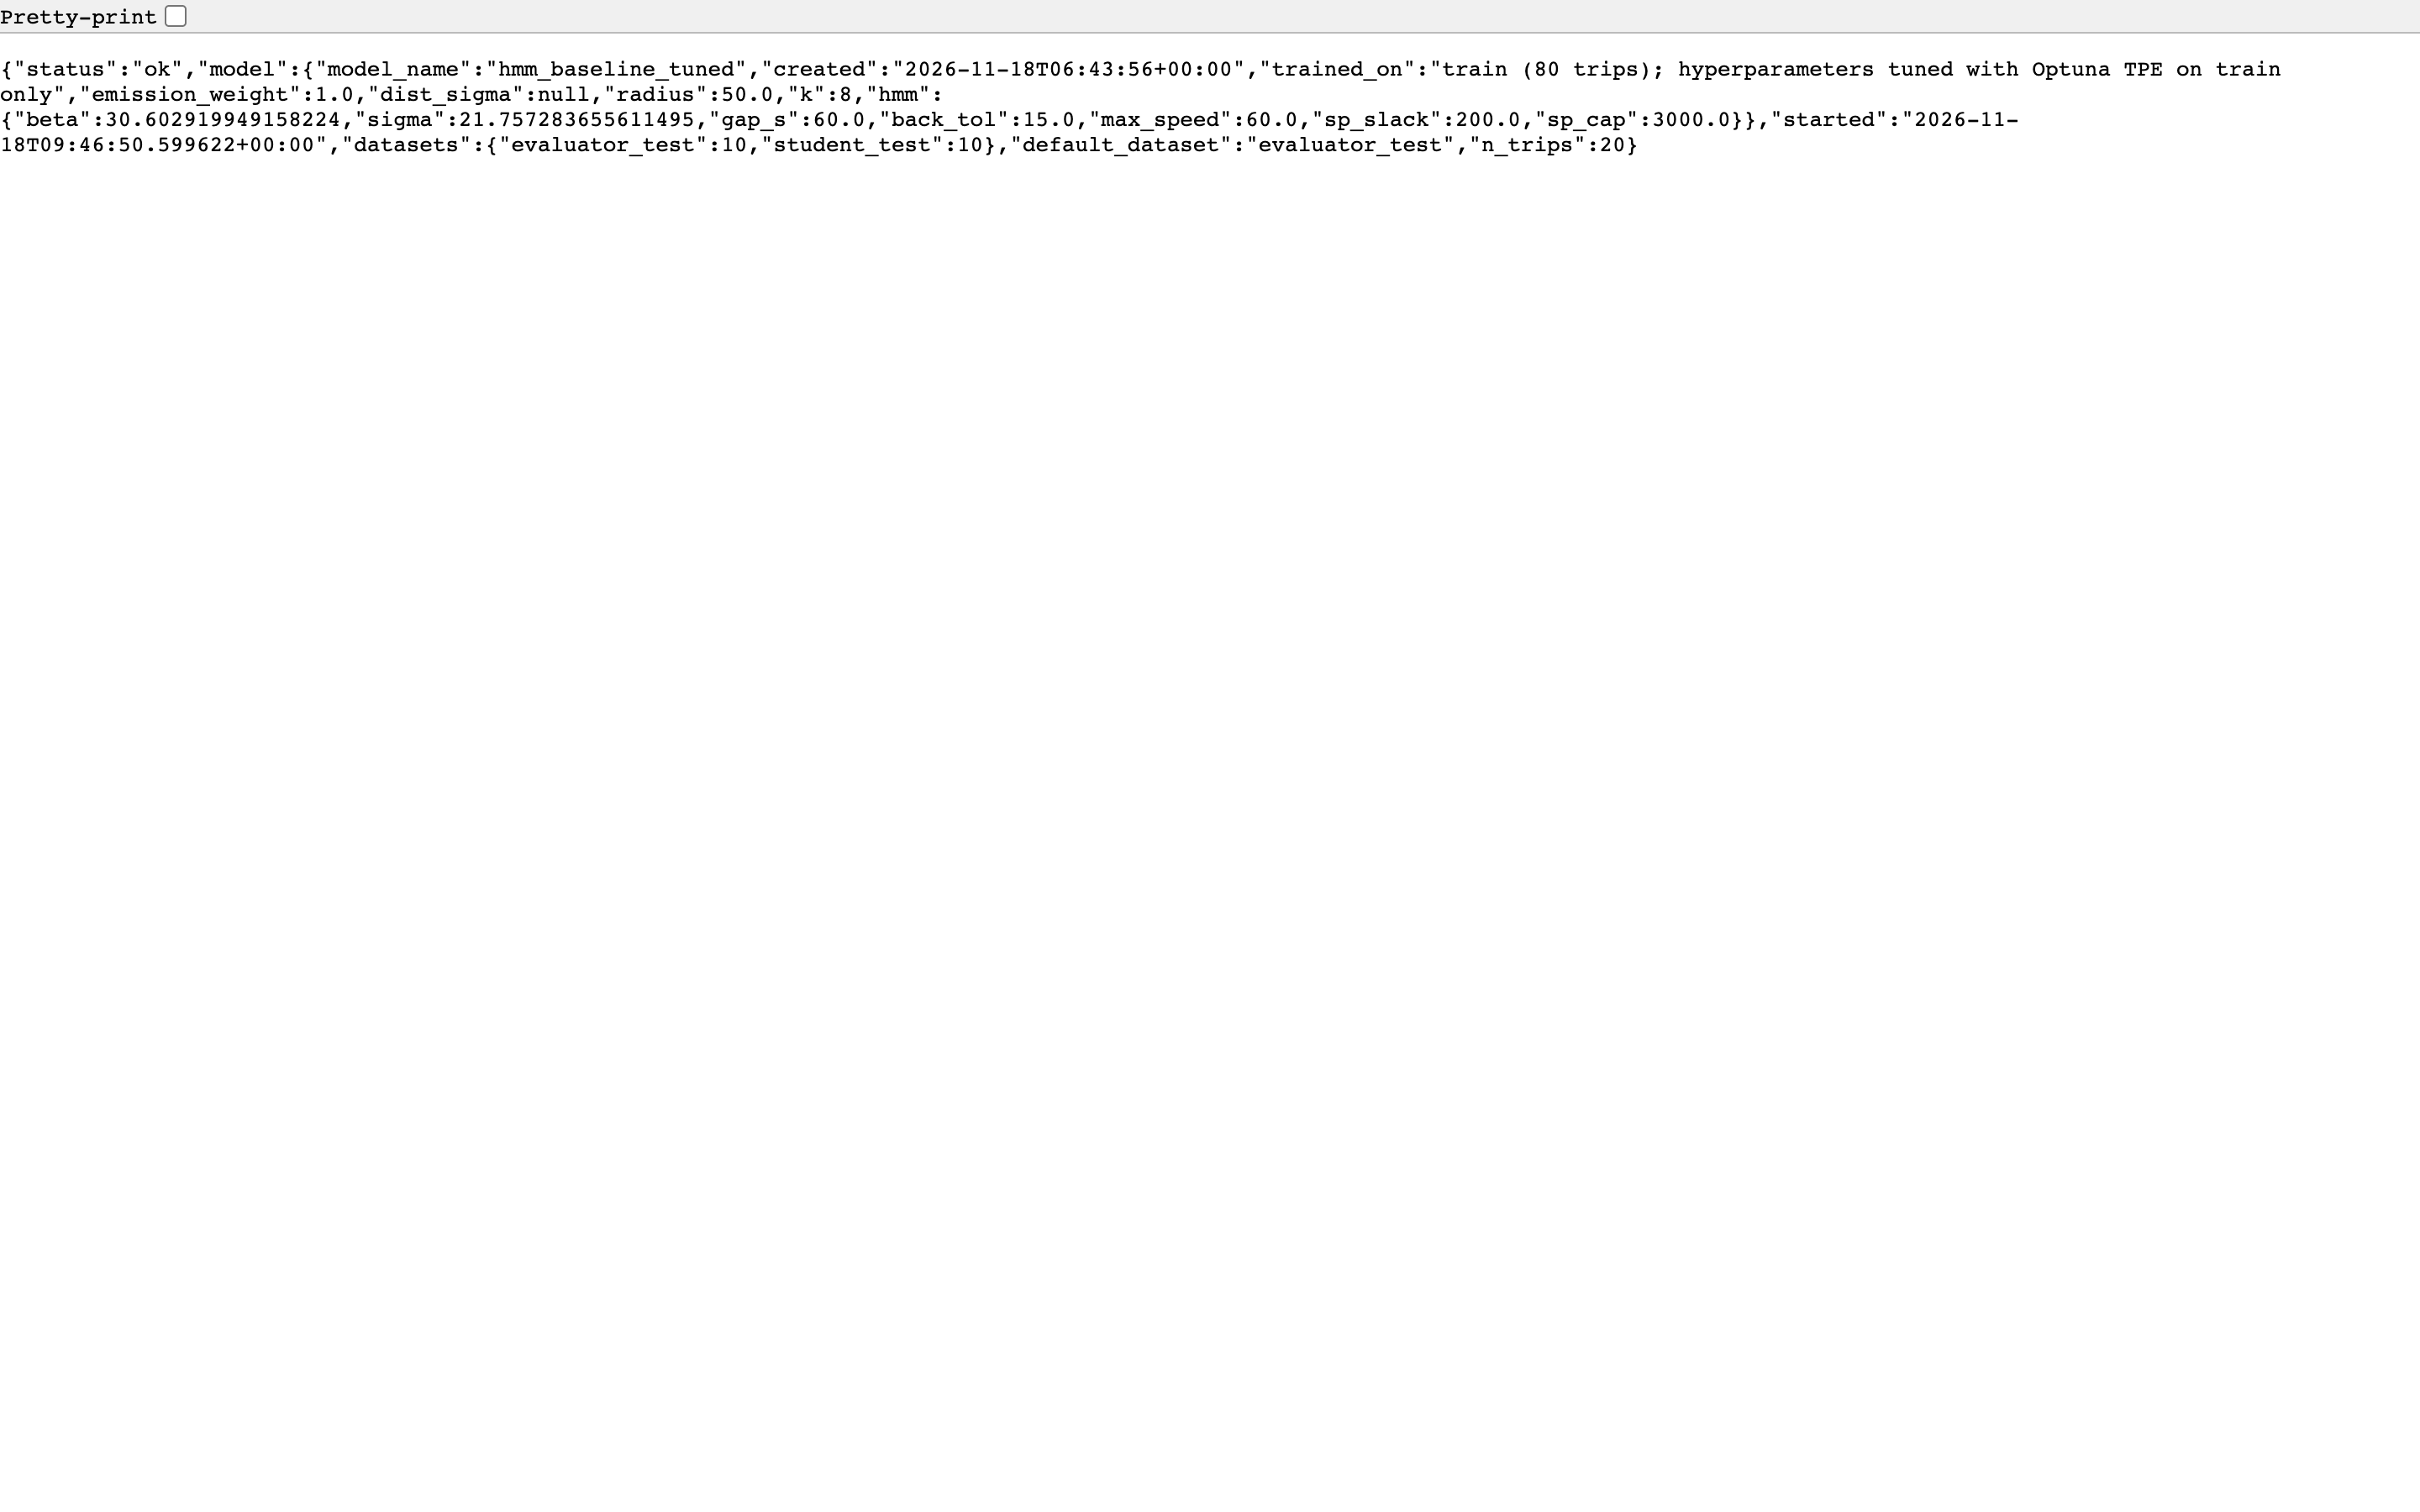 Pretty-print
{"status":"ok","model":{"model_name":"hmm_baseline_tuned","created":"2026-11-18T06:43:56+00:00","trained_on":"train (80 trips); hyperparameters tuned with Optuna TPE on train
only","emission_weight":1.0,"dist_sigma":null,"radius":50.0,"k":8,"hmm":
{"beta":30.602919949158224,"sigma":21.757283655611495,"gap_s":60.0,"back_tol":15.0,"max_speed":60.0,"sp_slack":200.0,"sp_cap":3000.0}},"started":"2026-11-
18T09:46:50.599622+00:00","datasets":{"evaluator_test":10,"student_test":10},"default_dataset":"evaluator_test","n_trips":20}